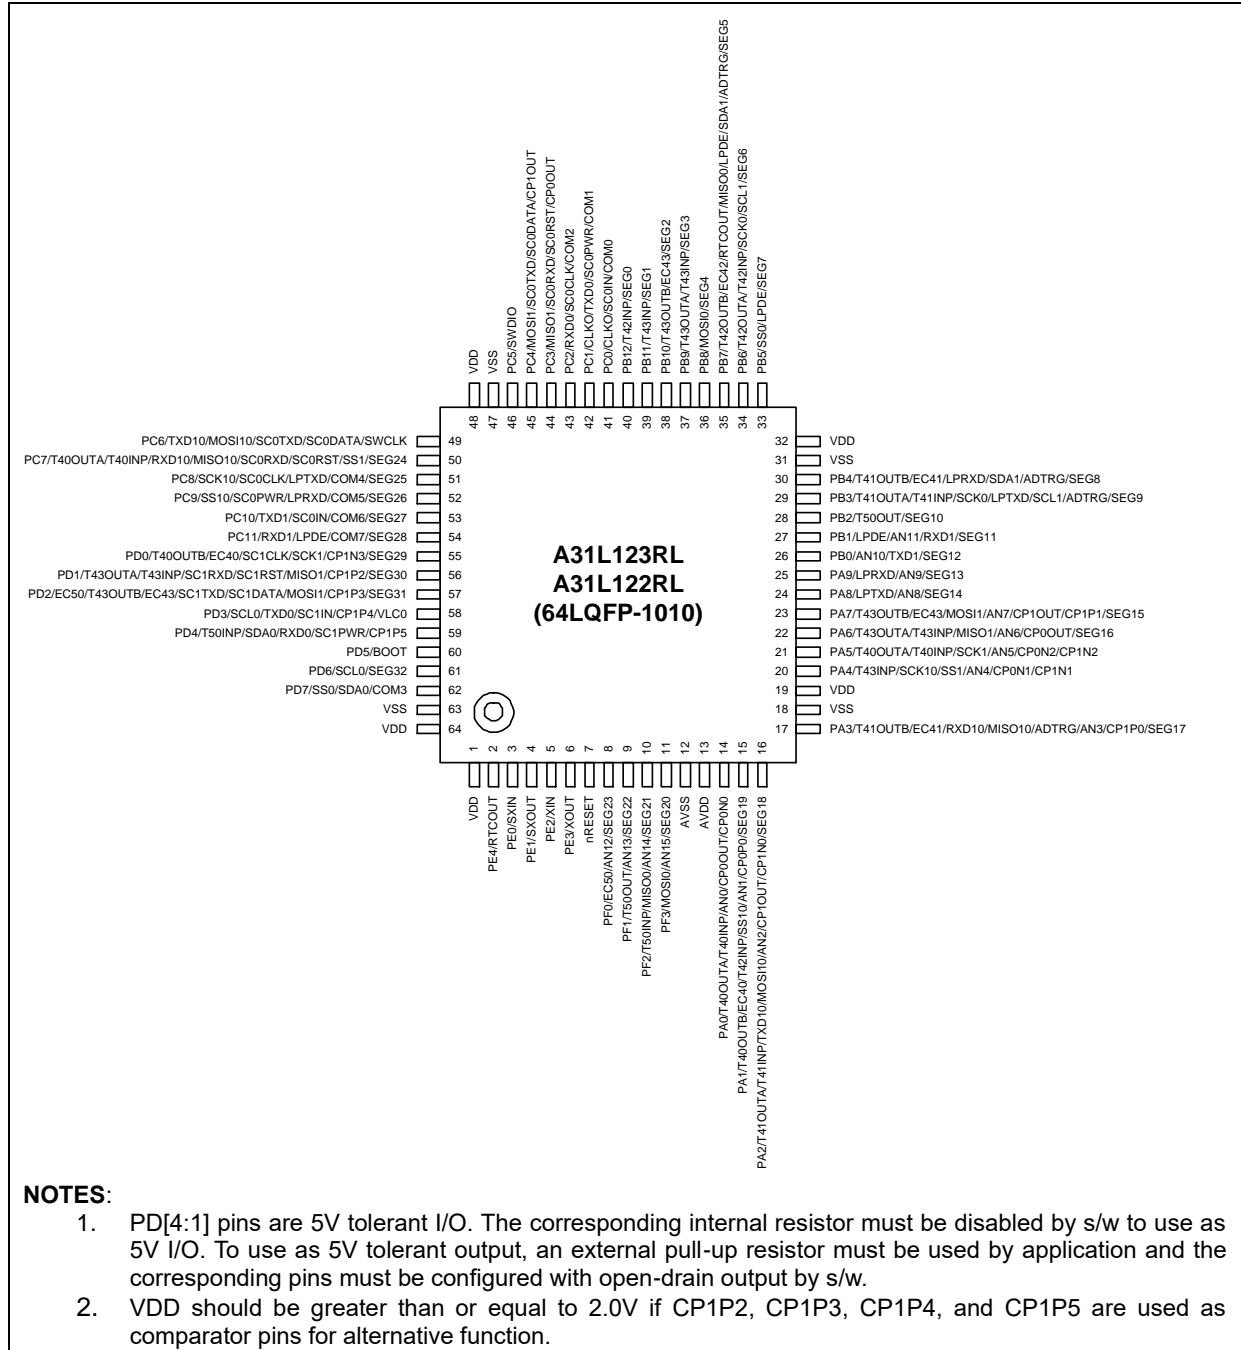 VDD
VSS
PC5/SWDIO
PC4/MOSI1/SC0TXD/SC0DATA/CP1OUT
PC3/MISO1/SC0RXD/SC0RST/CP0OUT
PC2/RXD0/SC0CLK/COM2
PC1/CLKO/TXD0/SC0PWR/COM1
PC0/CLKO/SC0IN/COM0
PB12/T42INP/SEG0
PB11/T43INP/SEG1
PB10/T43OUTB/EC43/SEG2
PB9/T43OUTA/T43INP/SEG3
PB8/MOSI0/SEG4
PB7/T42OUTB/EC42/RTCOUT/MISO0/LPDE/SDA1/ADTRG/SEG5
PB6/T42OUTA/T42INP/SCK0/SCL1/SEG6
PB5/SS0/LPDE/SEG7
48 47 46 45 44 43 42 41 40 39 38 37 36 35 34 33
PC6/TXD10/MOSI10/SC0TXD/SC0DATA/SWCLK 49
PC7/T40OUTA/T40INP/RXD10/MISO10/SC0RXD/SC0RST/SS1/SEG24 50
PC8/SCK10/SC0CLK/LPTXD/COM4/SEG25 51
PC9/SS10/SC0PWR/LPRXD/COM5/SEG26 52
PC10/TXD1/SC0IN/COM6/SEG27 53
PC11/RXD1/LPDE/COM7/SEG28 54
PD0/T40OUTB/EC40/SC1CLK/SCK1/CP1N3/SEG29 55
PD1/T43OUTA/T43INP/SC1RXD/SC1RST/MISO1/CP1P2/SEG30 56
PD2/EC50/T43OUTB/EC43/SC1TXD/SC1DATA/MOSI1/CP1P3/SEG31 57
PD3/SCL0/TXD0/SC1IN/CP1P4/VLC0 58
PD4/T50INP/SDA0/RXD0/SC1PWR/CP1P5 59
PD5/BOOT 60
PD6/SCL0/SEG32 61
PD7/SS0/SDA0/COM3 62
VSS 63
VDD 64
A31L123RL
A31L122RL
(64LQFP-1010)
32 VDD
31 VSS
30 PB4/T41OUTB/EC41/LPRXD/SDA1/ADTRG/SEG8
29 PB3/T41OUTA/T41INP/SCK0/LPTXD/SCL1/ADTRG/SEG9
28 PB2/T50OUT/SEG10
27 PB1/LPDE/AN11/RXD1/SEG11
26 PB0/AN10/TXD1/SEG12
25 PA9/LPRXD/AN9/SEG13
24 PA8/LPTXD/AN8/SEG14
23 PA7/T43OUTB/EC43/MOSI1/AN7/CP1OUT/CP1P1/SEG15
22 PA6/T43OUTA/T43INP/MISO1/AN6/CP0OUT/SEG16
21 PA5/T40OUTA/T40INP/SCK1/AN5/CP0N2/CP1N2
20 PA4/T43INP/SCK10/SS1/AN4/CP0N1/CP1N1
19 VDD
18 VSS
17 PA3/T41OUTB/EC41/RXD10/MISO10/ADTRG/AN3/CP1P0/SEG17
1 2 3 4 5 6 7 8 9 10 11 12 13 14 15 16
VDD
PE4/RTCOUT
PE0/SXIN
PE1/SXOUT
PE2/XIN
PE3/XOUT
nRESET
PF0/EC50/AN12/SEG23
PF1/T50OUT/AN13/SEG22
PF2/T50INP/MISO0/AN14/SEG21
PF3/MOSI0/AN15/SEG20
AVSS
AVDD
PA0/T40OUTA/T40INP/AN0/CP0OUT/CP0N0
PA1/T40OUTB/EC40/T42INP/SS10/AN1/CP0P0/SEG19
PA2/T41OUTA/T41INP/TXD10/MOSI10/AN2/CP1OUT/CP1N0/SEG18
NOTES:
1. PD[4:1] pins are 5V tolerant I/O. The corresponding internal resistor must be disabled by s/w to use as
5V I/O. To use as 5V tolerant output, an external pull-up resistor must be used by application and the
corresponding pins must be configured with open-drain output by s/w.
2. VDD should be greater than or equal to 2.0V if CP1P2, CP1P3, CP1P4, and CP1P5 are used as
comparator pins for alternative function.